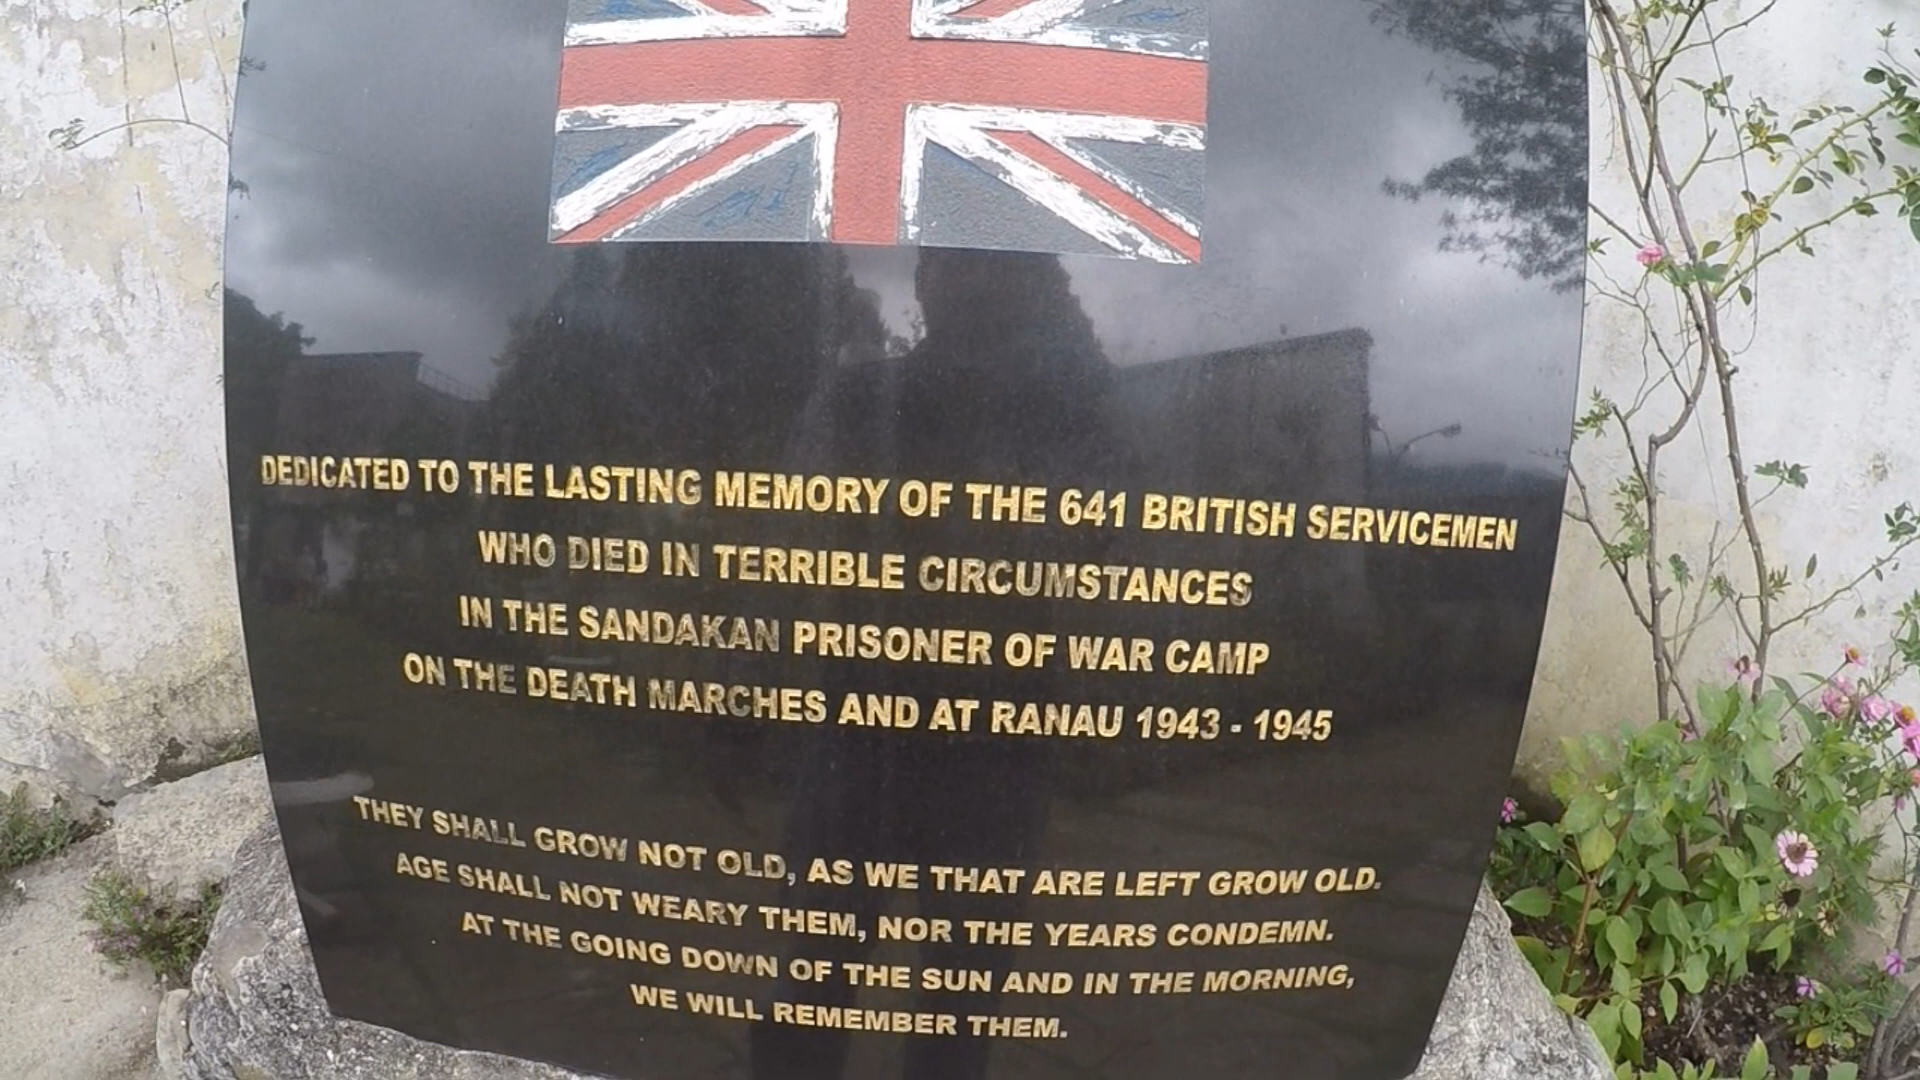 DEDICATED TO THE LASTING MEMORY OF THE 641 BRITISH SERVICEMEN
WHO DIED IN TERRIBLE CIRCUMSTANCES
IN THE SANDAKAN PRISONER OF WAR CAMP
ON THE DEATH MARCHES AND AT RANAU 1943 - 1945
THEY SHALL GROW NOT OLD, AS WE THAT ARE LEFT GROW OLD.
AGE SHALL NOT WEARY THEM, NOR THE YEARS CONDEMN.
AT THE GOING DOWN OF THE SUN AND IN THE MORNING,
WE WILL REMEMBER THEM.